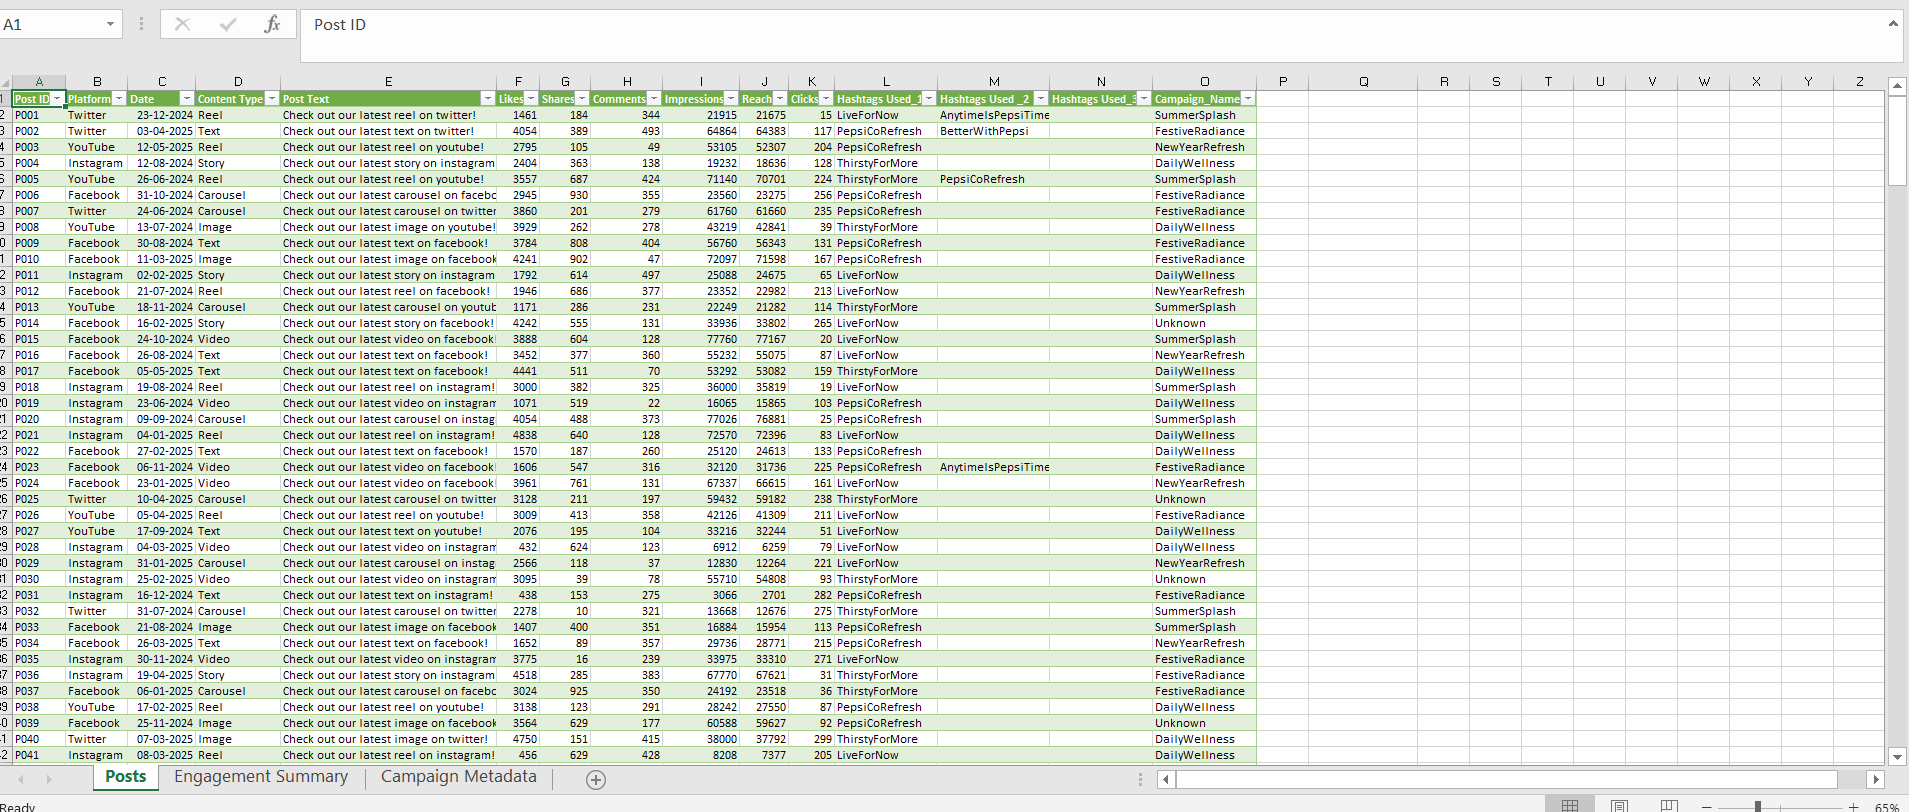 A1 fx Post ID
A B C D E F G H I J K L M N O P Q R S T U V W X Y Z
1 Post ID Platform Date Content Type Post Text Likes Shares Comments Impressions Reach Clicks Hashtags Used_1 Hashtags Used _2 Hashtags Used_3 Campaign_Name
2 P001 Twitter 23-12-2024 Reel Check out our latest reel on twitter! 1461 184 344 21915 21675 15 LiveForNow AnytimeIsPepsiTime SummerSplash
3 P002 Twitter 03-04-2025 Text Check out our latest text on twitter! 4054 389 493 64864 64383 117 PepsiCoRefresh BetterWithPepsi FestiveRadiance
4 P003 YouTube 12-05-2025 Reel Check out our latest reel on youtube! 2795 105 49 53105 52307 204 PepsiCoRefresh NewYearRefresh
5 P004 Instagram 12-08-2024 Story Check out our latest story on instagram 2404 363 138 19232 18636 128 ThirstyForMore DailyWellness
6 P005 YouTube 26-06-2024 Reel Check out our latest reel on youtube! 3557 687 424 71140 70701 224 ThirstyForMore PepsiCoRefresh SummerSplash
7 P006 Facebook 31-10-2024 Carousel Check out our latest carousel on facebo 2945 930 355 23560 23275 256 PepsiCoRefresh FestiveRadiance
8 P007 Twitter 24-06-2024 Carousel Check out our latest carousel on twitter 3860 201 279 61760 61660 235 PepsiCoRefresh FestiveRadiance
9 P008 YouTube 13-07-2024 Image Check out our latest image on youtube! 3929 262 278 43219 42841 39 ThirstyForMore DailyWellness
0 P009 Facebook 30-08-2024 Text Check out our latest text on facebook! 3784 808 404 56760 56343 131 PepsiCoRefresh FestiveRadiance
1 P010 Facebook 11-03-2025 Image Check out our latest image on facebook 4241 902 47 72097 71598 167 PepsiCoRefresh FestiveRadiance
2 P011 Instagram 02-02-2025 Story Check out our latest story on instagram 1792 614 497 25088 24675 65 LiveForNow DailyWellness
3 P012 Facebook 21-07-2024 Reel Check out our latest reel on facebook! 1946 686 377 23352 22982 213 LiveForNow NewYearRefresh
4 P013 YouTube 18-11-2024 Carousel Check out our latest carousel on youtub 1171 286 231 22249 21282 114 ThirstyForMore SummerSplash
5 P014 Facebook 16-02-2025 Story Check out our latest story on facebook! 4242 555 131 33936 33802 265 LiveForNow Unknown
6 P015 Facebook 24-10-2024 Video Check out our latest video on facebook 3888 604 128 77760 77167 20 LiveForNow SummerSplash
7 P016 Facebook 26-08-2024 Text Check out our latest text on facebook! 3452 377 360 55232 55075 87 LiveForNow NewYearRefresh
8 P017 Facebook 05-05-2025 Text Check out our latest text on facebook! 4441 511 70 53292 53082 159 ThirstyForMore DailyWellness
9 P018 Instagram 19-08-2024 Reel Check out our latest reel on instagram! 3000 382 325 36000 35819 19 LiveForNow SummerSplash
20 P019 Instagram 23-06-2024 Video Check out our latest video on instagram 1071 519 22 16065 15865 103 PepsiCoRefresh DailyWellness
21 P020 Instagram 09-09-2024 Carousel Check out our latest carousel on instag 4054 488 373 77026 76881 25 PepsiCoRefresh SummerSplash
22 P021 Instagram 04-01-2025 Reel Check out our latest reel on instagram! 4838 640 128 72570 72396 83 LiveForNow DailyWellness
23 P022 Facebook 27-02-2025 Text Check out our latest text on facebook! 1570 187 260 25120 24613 133 PepsiCoRefresh DailyWellness
24 P023 Facebook 06-11-2024 Video Check out our latest video on facebook 1606 547 316 32120 31736 225 PepsiCoRefresh AnytimeIsPepsiTime FestiveRadiance
25 P024 Facebook 23-01-2025 Video Check out our latest video on facebook 3961 761 131 67337 66615 161 LiveForNow NewYearRefresh
26 P025 Twitter 10-04-2025 Carousel Check out our latest carousel on twitter 3128 211 197 59432 59182 238 ThirstyForMore Unknown
27 P026 YouTube 05-04-2025 Reel Check out our latest reel on youtube! 3009 413 358 42126 41309 211 LiveForNow FestiveRadiance
28 P027 YouTube 17-09-2024 Text Check out our latest text on youtube! 2076 195 104 33216 32244 51 LiveForNow DailyWellness
29 P028 Instagram 04-03-2025 Video Check out our latest video on instagram 432 624 123 6912 6259 79 LiveForNow DailyWellness
30 P029 Instagram 31-01-2025 Carousel Check out our latest carousel on instag 2566 118 37 12830 12264 221 LiveForNow NewYearRefresh
31 P030 Instagram 25-02-2025 Video Check out our latest video on instagram 3095 39 78 55710 54808 93 ThirstyForMore Unknown
32 P031 Instagram 16-12-2024 Text Check out our latest text on instagram! 438 153 275 3066 2701 282 PepsiCoRefresh FestiveRadiance
33 P032 Twitter 31-07-2024 Carousel Check out our latest carousel on twitter 2278 10 321 13668 12676 275 ThirstyForMore SummerSplash
34 P033 Facebook 21-08-2024 Image Check out our latest image on facebook 1407 400 351 16884 15954 113 PepsiCoRefresh SummerSplash
35 P034 Facebook 26-03-2025 Text Check out our latest text on facebook! 1652 89 357 29736 28771 215 PepsiCoRefresh NewYearRefresh
36 P035 Instagram 30-11-2024 Video Check out our latest video on instagram 3775 16 239 33975 33310 271 LiveForNow FestiveRadiance
37 P036 Instagram 19-04-2025 Story Check out our latest story on instagram 4518 285 383 67770 67621 31 ThirstyForMore FestiveRadiance
38 P037 Facebook 06-01-2025 Carousel Check out our latest carousel on facebo 3024 925 350 24192 23518 36 ThirstyForMore FestiveRadiance
39 P038 YouTube 17-02-2025 Reel Check out our latest reel on youtube! 3138 123 291 28242 27550 87 PepsiCoRefresh DailyWellness
40 P039 Facebook 25-11-2024 Image Check out our latest image on facebook 3564 629 177 60588 59627 92 PepsiCoRefresh Unknown
41 P040 Twitter 07-03-2025 Image Check out our latest image on twitter! 4750 151 415 38000 37792 299 ThirstyForMore DailyWellness
42 P041 Instagram 08-03-2025 Reel Check out our latest reel on instagram! 456 629 428 8208 7377 205 LiveForNow DailyWellness
Posts Engagement Summary Campaign Metadata
Ready 65%